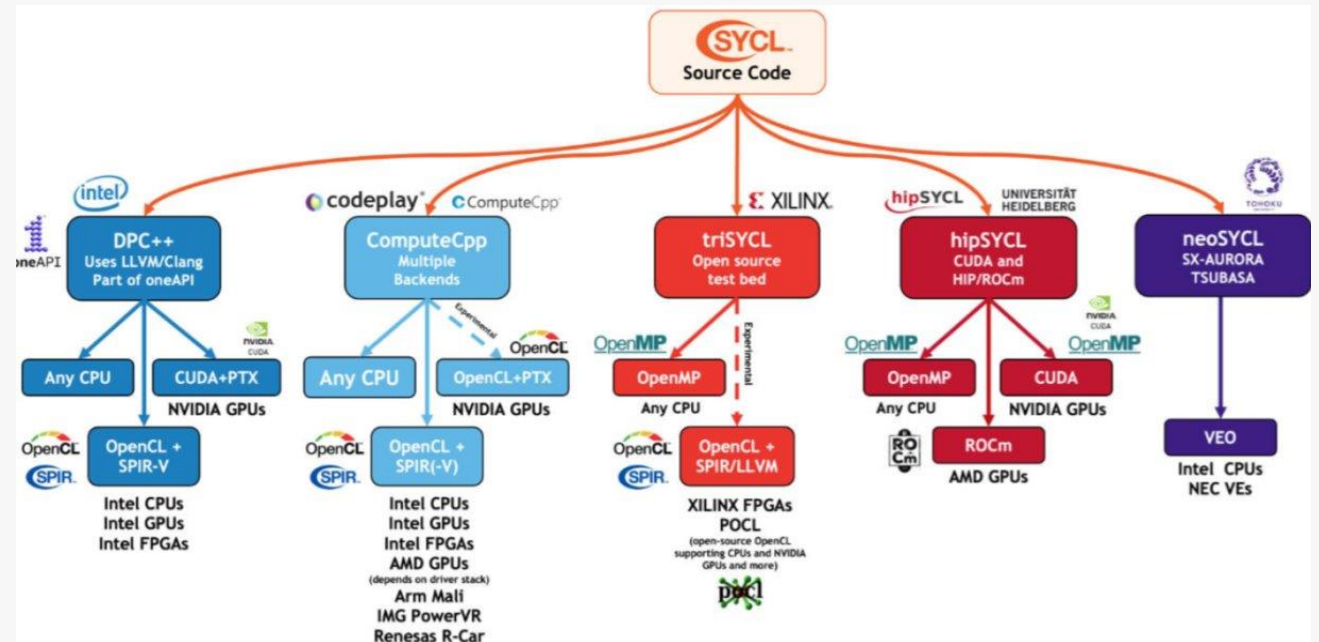 SYCL™
Source Code
intel
oneAPI
DPC++
Uses LLVM/Clang
Part of oneAPI
NVIDIA
CUDA
Any CPU
CUDA+PTX
NVIDIA GPUs
OpenCL
SPIR™
OpenCL +
SPIR-V
Intel CPUs
Intel GPUs
Intel FPGAs
codeplay®
ComputeCpp
ComputeCpp
Multiple
Backends
Experimental
OpenCL
Any CPU
OpenCL+PTX
NVIDIA GPUs
OpenCL
SPIR™
OpenCL +
SPIR(-V)
Intel CPUs
Intel GPUs
Intel FPGAs
AMD GPUs
(depends on driver stack)
Arm Mali
IMG PowerVR
Renesas R-Car
XILINX®
triSYCL
Open source
test bed
Experimental
OpenMP
OpenMP
Any CPU
OpenCL
SPIR™
OpenCL +
SPIR/LLVM
XILINX FPGAs
POCL
(open-source OpenCL
supporting CPUs and NVIDIA
GPUs and more)
pocl
hipSYCL
UNIVERSITÄT
HEIDELBERG
hipSYCL
CUDA and
HIP/ROCm
NVIDIA
CUDA
OpenMP
OpenMP
OpenMP
CUDA
Any CPU
NVIDIA GPUs
ROCm
ROCm
AMD GPUs
TOHOKU
neoSYCL
SX-AURORA
TSUBASA
VEO
Intel CPUs
NEC VEs